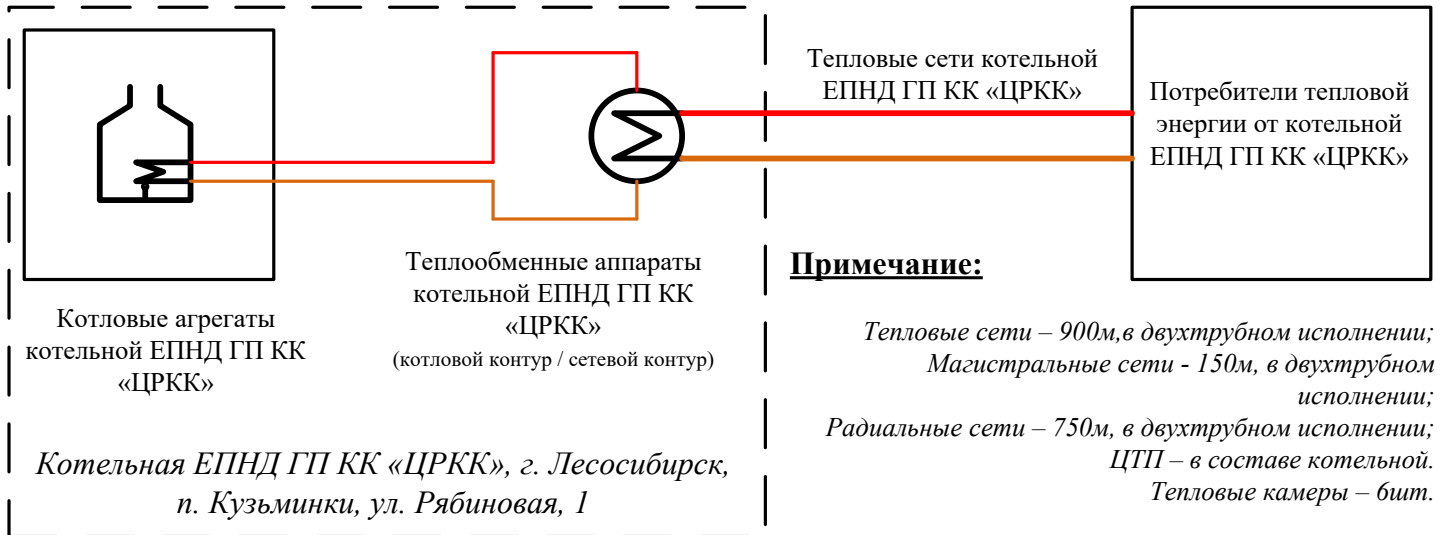 Тепловые сети котельной
ЕПНД ГП КК «ЦРКК»
Потребители тепловой
энергии от котельной
ЕПНД ГП КК «ЦРКК»
Котловые агрегаты
котельной ЕПНД ГП КК
«ЦРКК»
Теплообменные аппараты
котельной ЕПНД ГП КК
«ЦРКК»
(котловой контур / сетевой контур)
Котельная ЕПНД ГП КК «ЦРКК», г. Лесосибирск,
п. Кузьминки, ул. Рябиновая, 1
Примечание:
Тепловые сети – 900м,в двухтрубном исполнении;
Магистральные сети - 150м, в двухтрубном
исполнении;
Радиальные сети – 750м, в двухтрубном исполнении;
ЦТП – в составе котельной.
Тепловые камеры – 6шт.